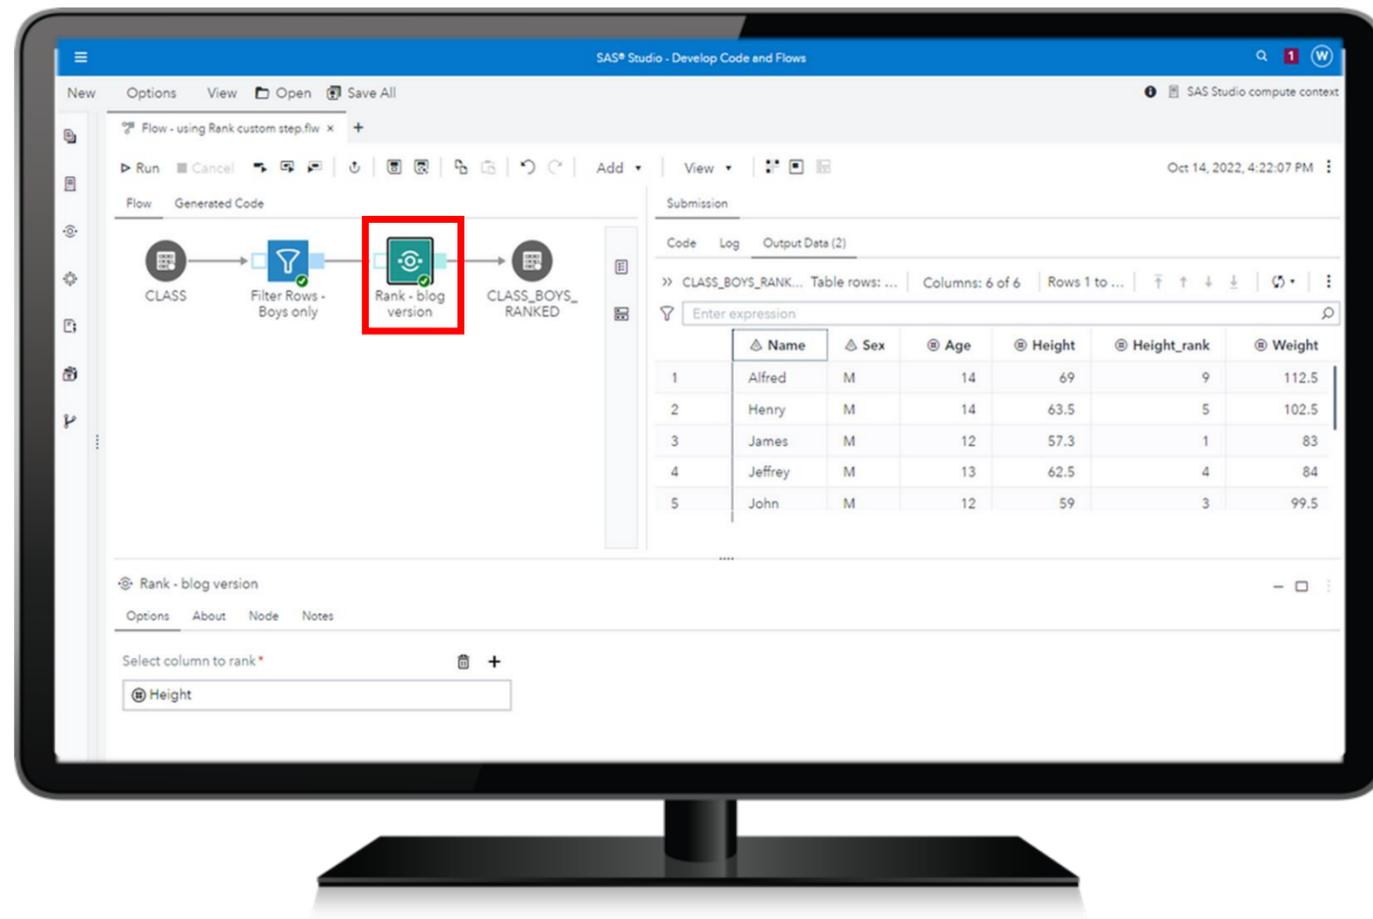 SAS® Studio - Develop Code and Flows
1
W
New Options View Open Save All
SAS Studio compute context
Flow - using Rank custom step.flw × +
Run Cancel Add View
Oct 14, 2022, 4:22:07 PM
Flow Generated Code
Submission
CLASS
Filter Rows -
Boys only
Rank - blog
version
CLASS_BOYS_
RANKED
Code Log Output Data (2)
CLASS_BOYS_RANK... Table rows: ... Columns: 6 of 6 Rows 1 to ...
Enter expression
Name Sex Age Height Height_rank Weight
1 Alfred M 14 69 9 112.5
2 Henry M 14 63.5 5 102.5
3 James M 12 57.3 1 83
4 Jeffrey M 13 62.5 4 84
5 John M 12 59 3 99.5
Rank - blog version
Options About Node Notes
Select column to rank*
Height